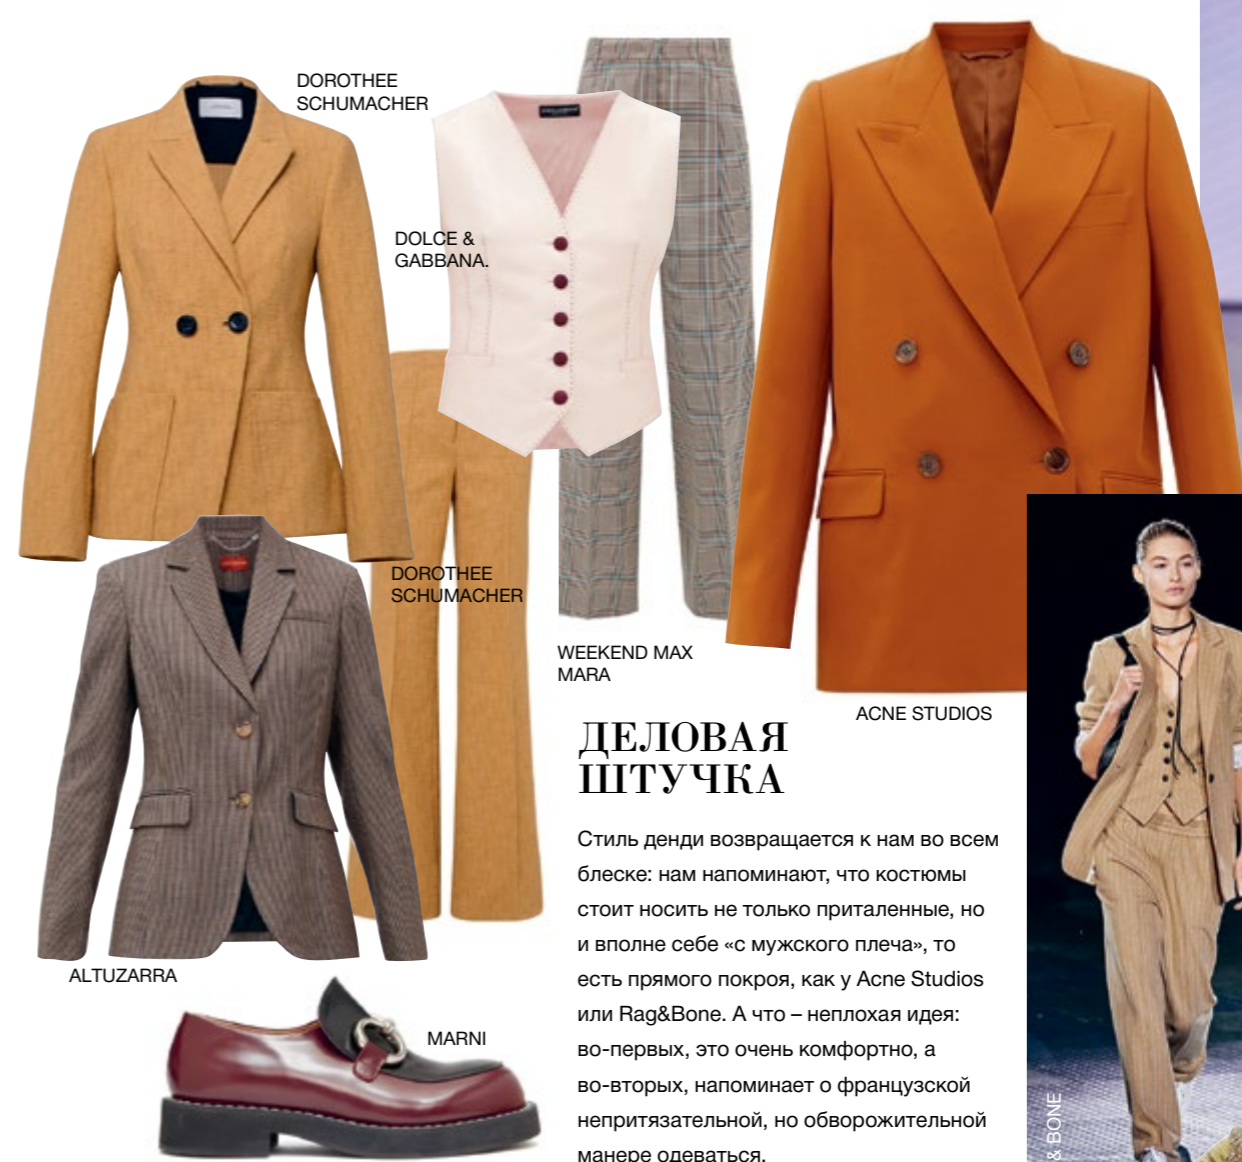 DOROTHEE
SCHUMACHER
DOLCE &
GABBANA.
DOROTHEE
SCHUMACHER
WEEKEND MAX
MARA
ACNE STUDIOS
ALTUZARRA
MARNI
ДЕЛОВАЯ
ШТУЧКА
Стиль денди возвращается к нам во всем
блеске: нам напоминают, что костюмы
стоит носить не только приталенные, но
и вполне себе «с мужского плеча», то
есть прямого покроя, как у Acne Studios
или Rag&Bone. А что – неплохая идея:
во-первых, это очень комфортно, а
во-вторых, напоминает о французской
непритязательной, но обворожительной
манере одеваться.
& BONE